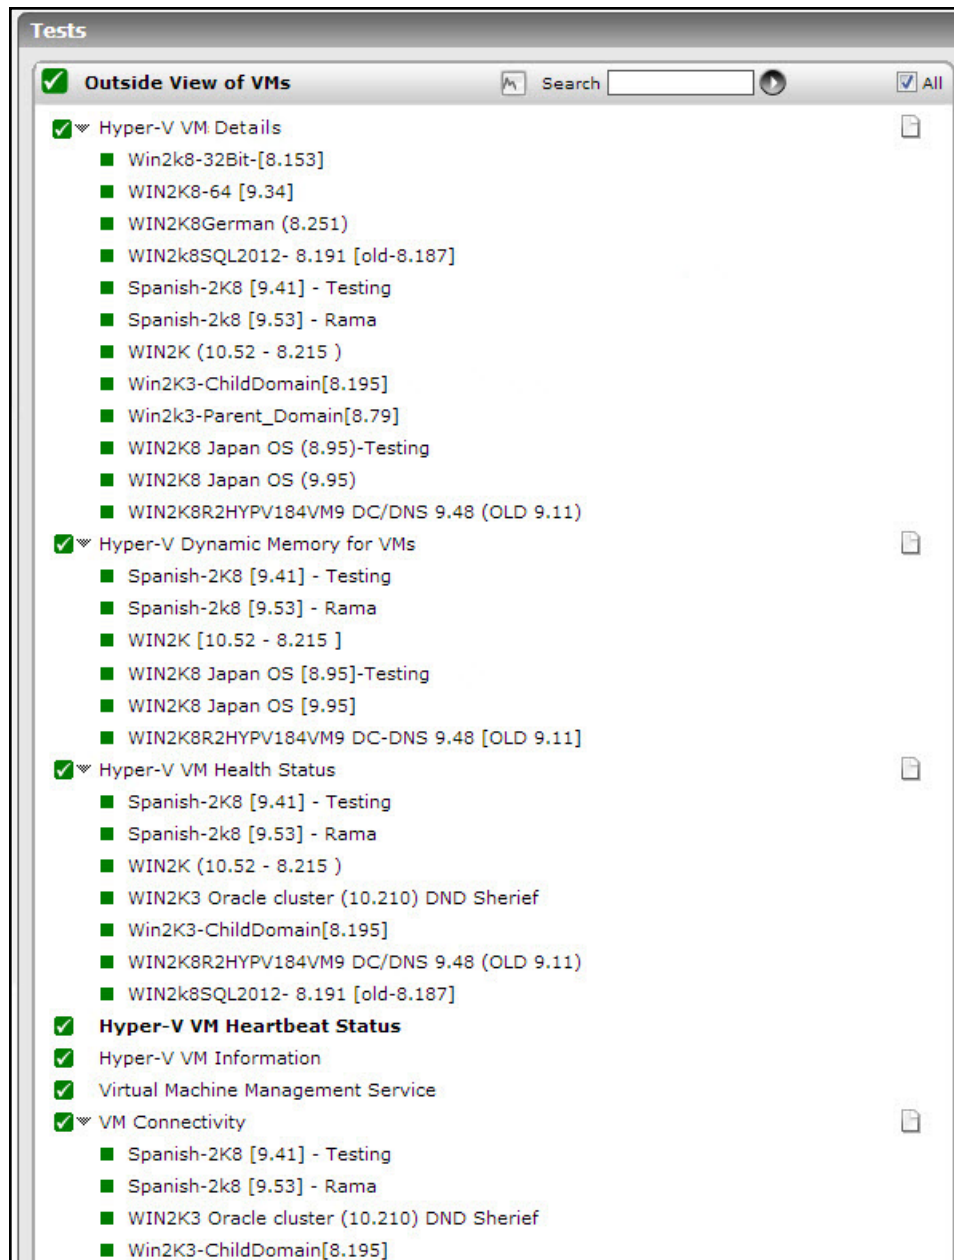 Tests
Outside View of VMs Search All
Hyper-V VM Details
Win2k8-32Bit-[8.153]
WIN2K8-64 [9.34]
WIN2K8German (8.251)
WIN2k8SQL2012- 8.191 [old-8.187]
Spanish-2K8 [9.41] - Testing
Spanish-2k8 [9.53] - Rama
WIN2K (10.52 - 8.215 )
Win2K3-ChildDomain[8.195]
Win2k3-Parent_Domain[8.79]
WIN2K8 Japan OS (8.95)-Testing
WIN2K8 Japan OS (9.95)
WIN2K8R2HYPV184VM9 DC/DNS 9.48 (OLD 9.11)
Hyper-V Dynamic Memory for VMs
Spanish-2K8 [9.41] - Testing
Spanish-2k8 [9.53] - Rama
WIN2K [10.52 - 8.215 ]
WIN2K8 Japan OS [8.95]-Testing
WIN2K8 Japan OS [9.95]
WIN2K8R2HYPV184VM9 DC-DNS 9.48 [OLD 9.11]
Hyper-V VM Health Status
Spanish-2K8 [9.41] - Testing
Spanish-2k8 [9.53] - Rama
WIN2K (10.52 - 8.215 )
WIN2K3 Oracle cluster (10.210) DND Sherief
Win2K3-ChildDomain[8.195]
WIN2K8R2HYPV184VM9 DC/DNS 9.48 (OLD 9.11)
WIN2k8SQL2012- 8.191 [old-8.187]
Hyper-V VM Heartbeat Status
Hyper-V VM Information
Virtual Machine Management Service
VM Connectivity
Spanish-2K8 [9.41] - Testing
Spanish-2k8 [9.53] - Rama
WIN2K3 Oracle cluster (10.210) DND Sherief
Win2K3-ChildDomain[8.195]